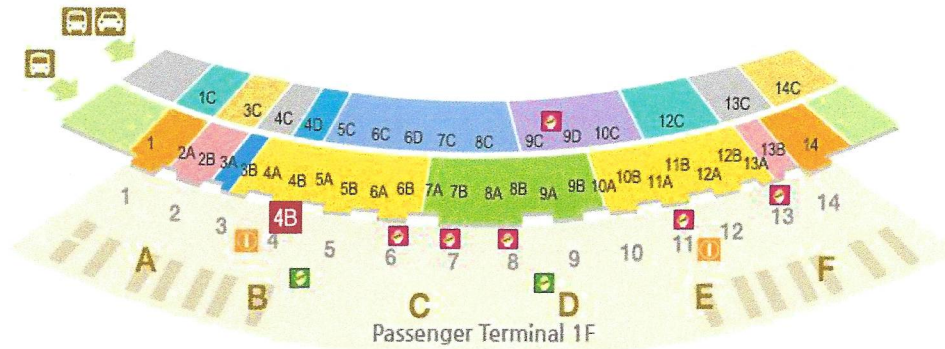 1C 3C 4C 4D 5C 6C 6D 7C 8C 9C 9D 10C 12C 13C 14C
1 2A 2B 3A 3B 4A 4B 5A 5B 6A 6B 7A 7B 8A 8B 9A 9B 10A 10B 11A 11B 12A 12B 13A 13B 14
4B
1 2 3 4 5 6 7 8 9 10 11 12 13 14
A B C D E F
Passenger Terminal 1F